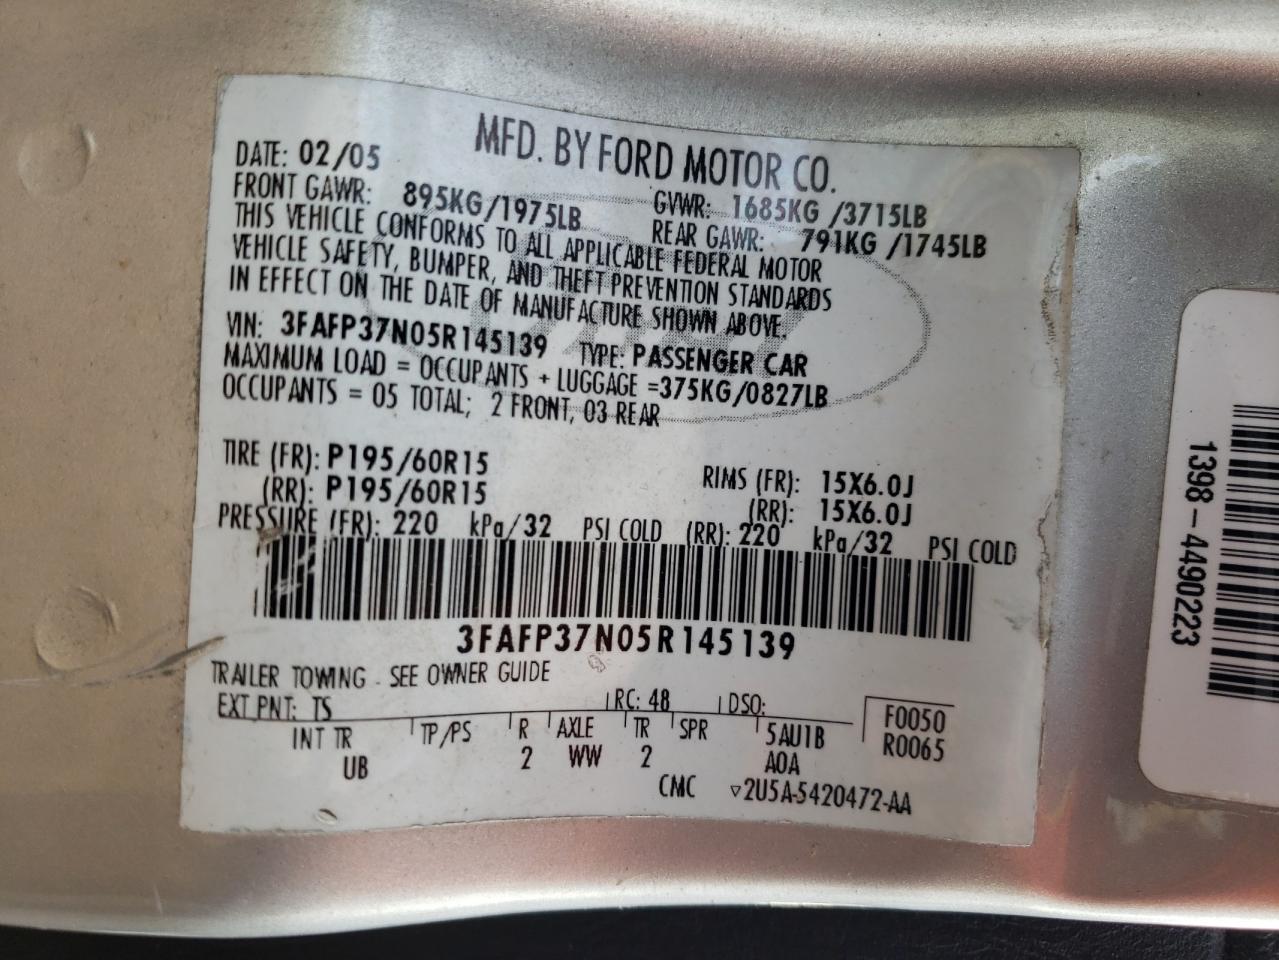 MFD. BY FORD MOTOR CO.
DATE: 02/05
FRONT GAWR: 895KG/1975LB GVWR: 1685KG /3715LB
REAR GAWR: 791KG /1745LB
THIS VEHICLE CONFORMS TO ALL APPLICABLE FEDERAL MOTOR
VEHICLE SAFETY, BUMPER, AND THEFT PREVENTION STANDARDS
IN EFFECT ON THE DATE OF MANUFACTURE SHOWN ABOVE.
VIN: 3FAFP37N05R145139 TYPE: PASSENGER CAR
MAXIMUM LOAD = OCCUPANTS + LUGGAGE =375KG/0827LB
OCCUPANTS = 05 TOTAL; 2 FRONT, 03 REAR
TIRE (FR): P195/60R15 RIMS (FR): 15X6.0J
(RR): P195/60R15 (RR): 15X6.0J
PRESSURE (FR): 220 kPa/32 PSI COLD (RR): 220 kPa/32 PSI COLD
3FAFP37N05R145139
TRAILER TOWING - SEE OWNER GUIDE
EXT PNT: TS RC: 48 DSO: F0050
INT TR TP/PS R AXLE TR SPR 5AU1B R0065
UB 2 WW 2 A0A
CMC ▽2U5A-5420472-AA
1398-4490223